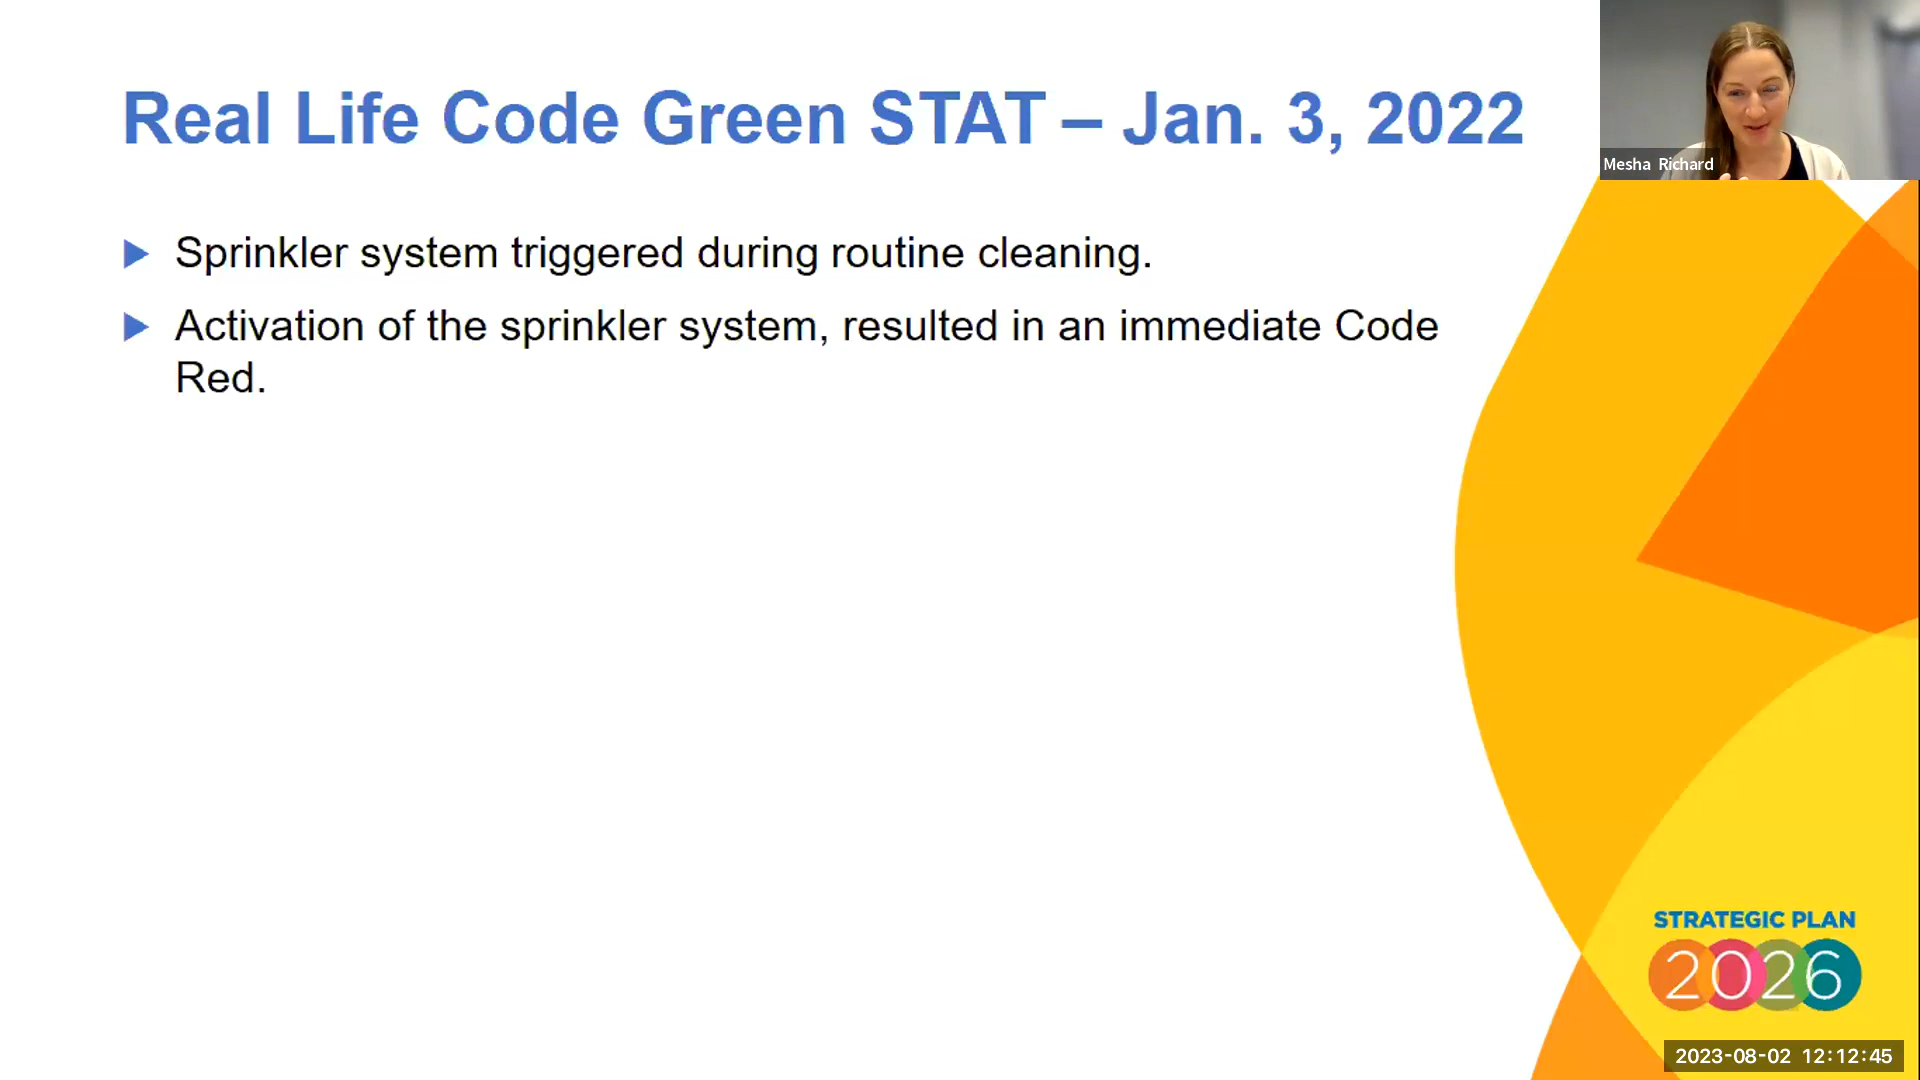 Real Life Code Green STAT – Jan. 3, 2022
Mesha Richard
Sprinkler system triggered during routine cleaning.
Activation of the sprinkler system, resulted in an immediate Code
Red.
STRATEGIC PLAN
2026
2023-08-02 12:12:45